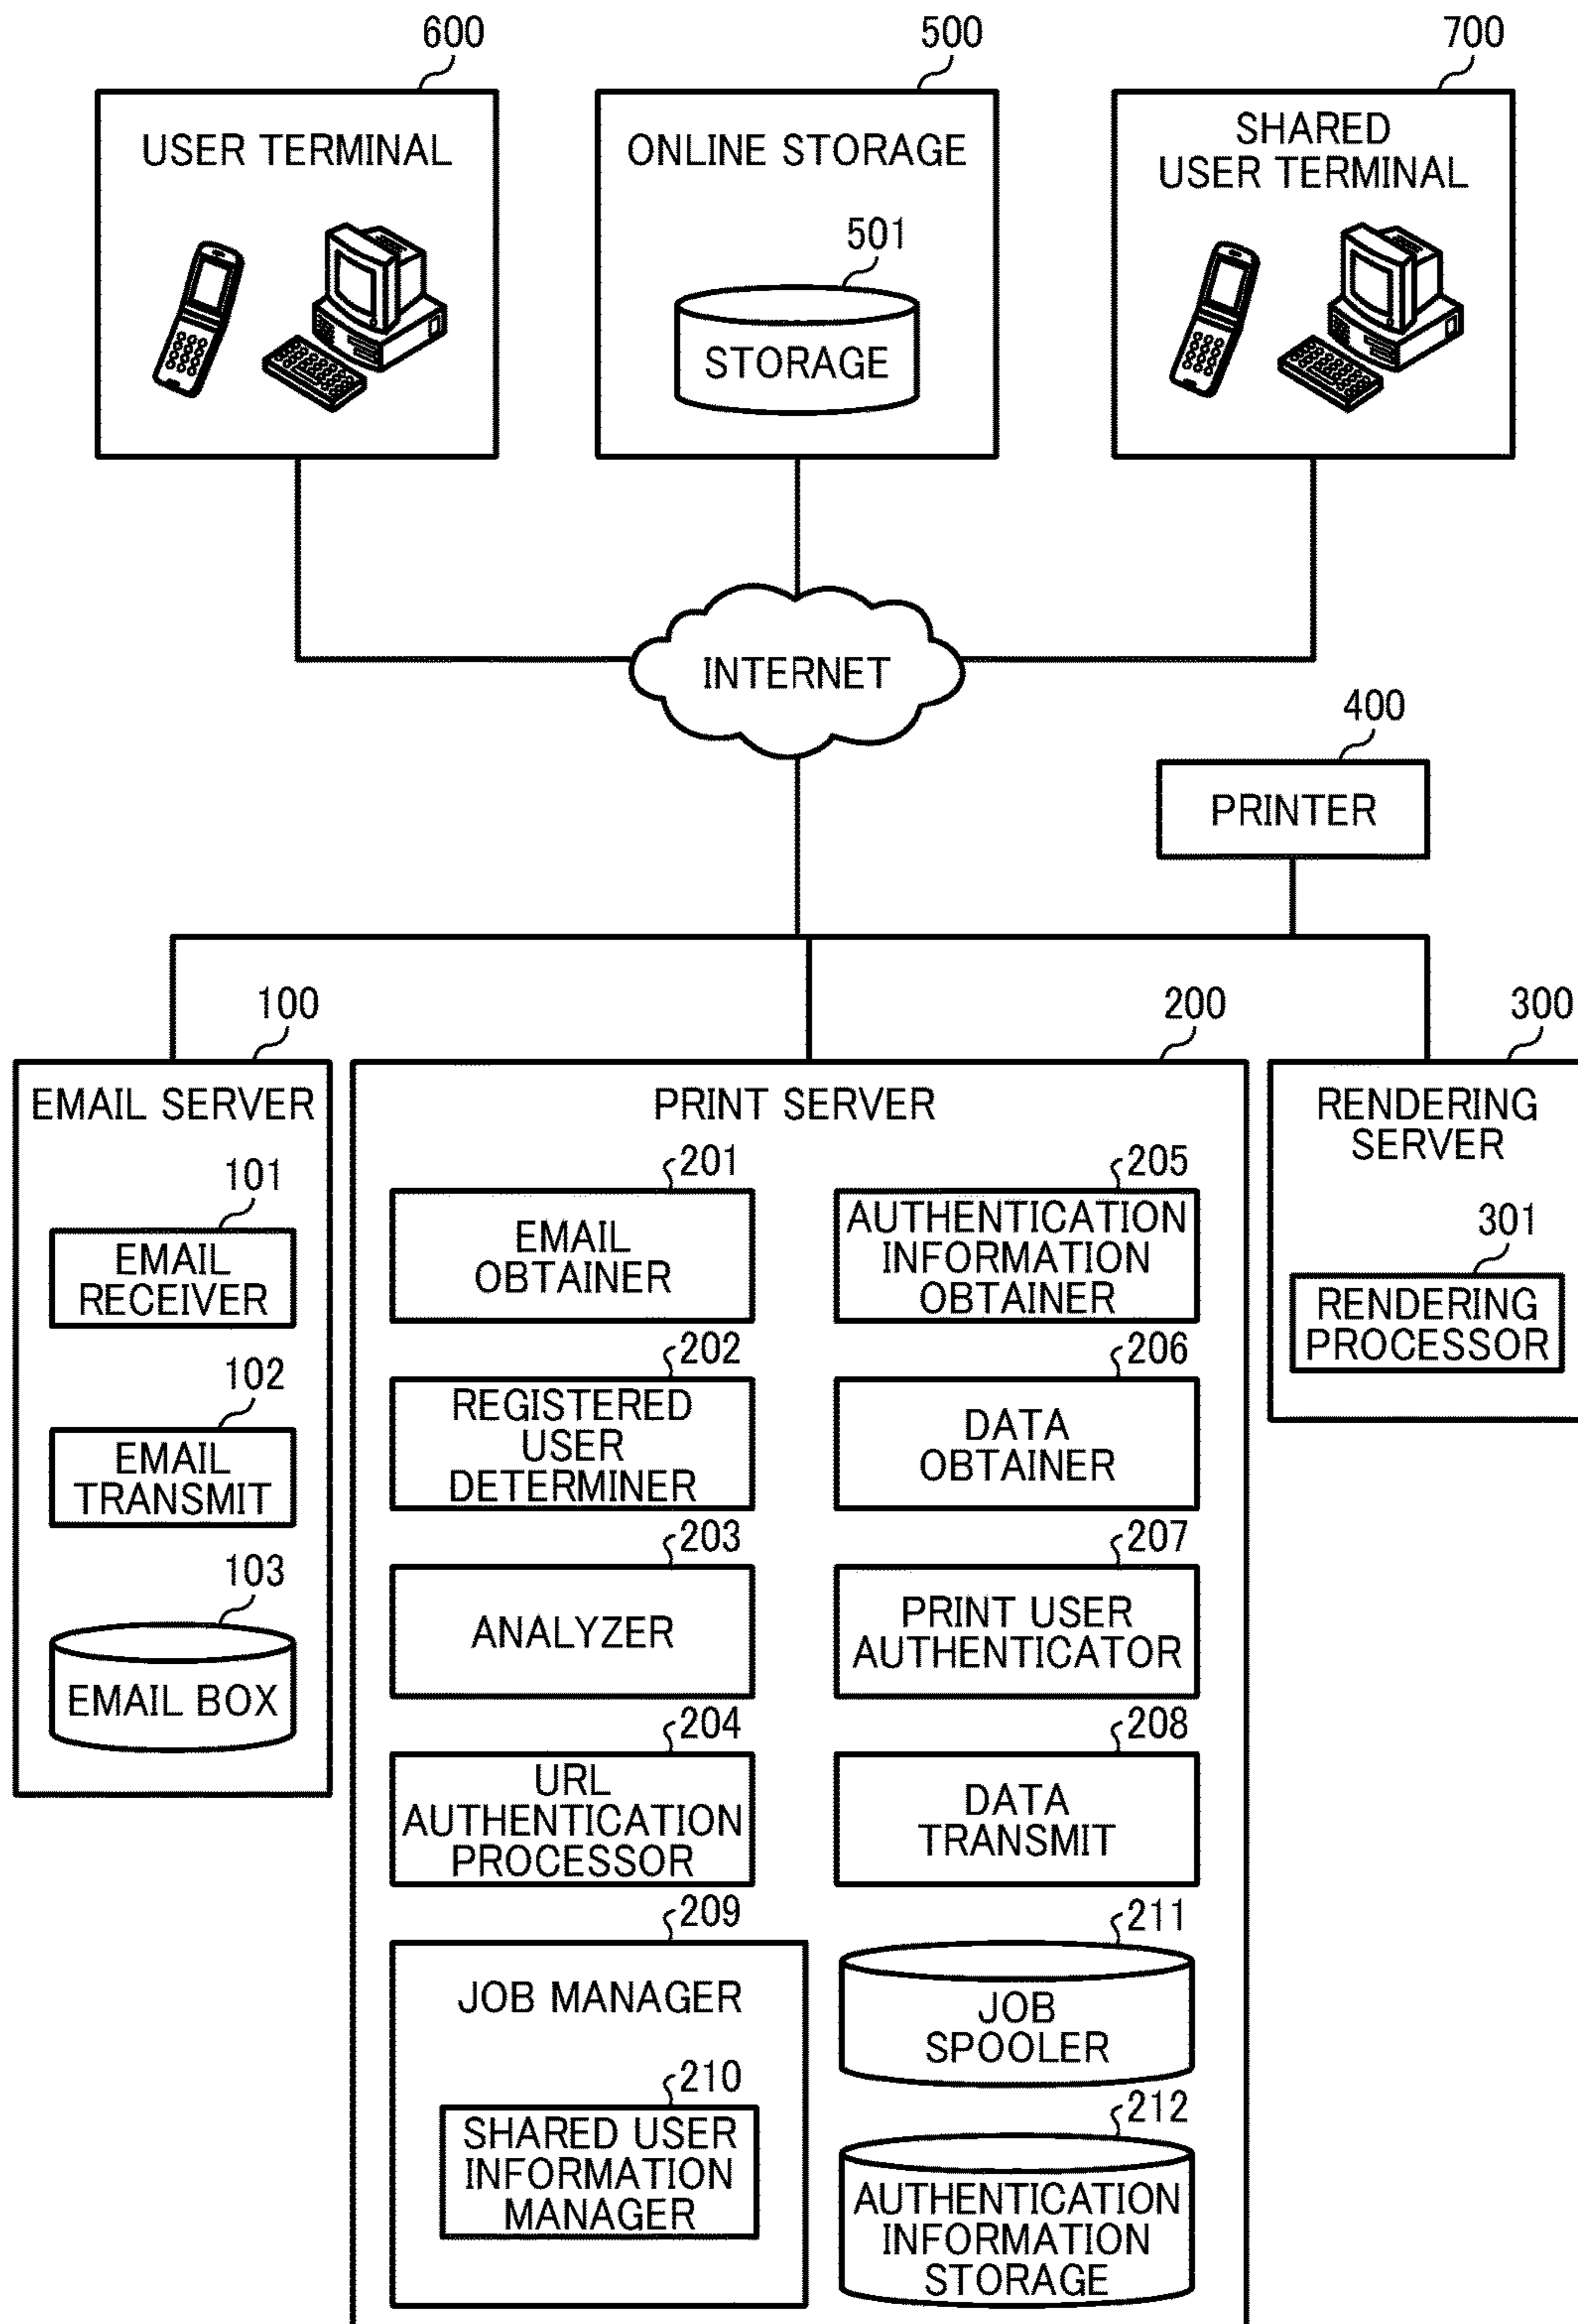 600
500
700
USER TERMINAL
ONLINE STORAGE
SHARED
USER TERMINAL
501
STORAGE
INTERNET
400
PRINTER
100
200
300
EMAIL SERVER
PRINT SERVER
RENDERING
SERVER
101
EMAIL
RECEIVER
102
EMAIL
TRANSMIT
103
EMAIL BOX
201
EMAIL
OBTAINER
205
AUTHENTICATION
INFORMATION
OBTAINER
202
REGISTERED
USER
DETERMINER
206
DATA
OBTAINER
203
ANALYZER
207
PRINT USER
AUTHENTICATOR
204
URL
AUTHENTICATION
PROCESSOR
208
DATA
TRANSMIT
209
JOB MANAGER
210
SHARED USER
INFORMATION
MANAGER
211
JOB
SPOOLER
212
AUTHENTICATION
INFORMATION
STORAGE
301
RENDERING
PROCESSOR